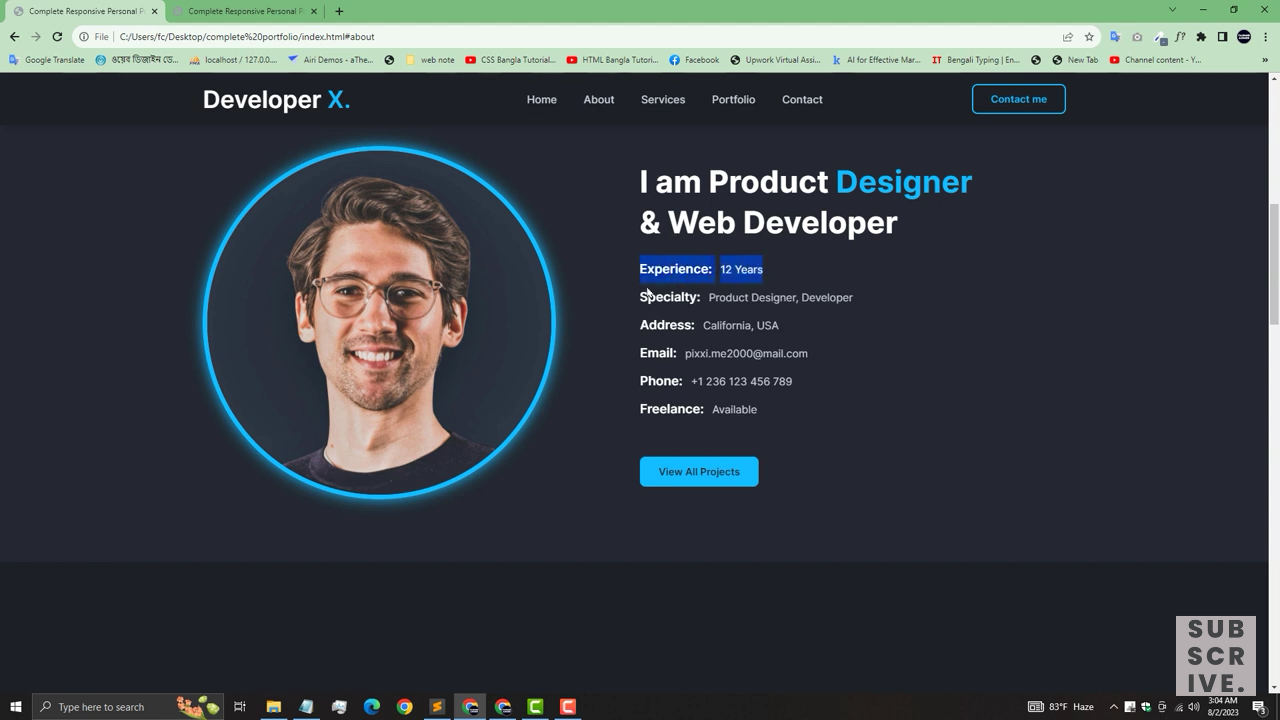 Complete Responsive Personal P
Complete Responsive Personal P
File
C:/Users/fc/Desktop/complete%20portfolio/index.html#about
Google Translate
ওয়েব ডিজাইন ডে...
localhost / 127.0.0....
Airi Demos - aThe...
web note
CSS Bangla Tutorial...
HTML Bangla Tutori...
Facebook
Upwork Virtual Assi...
AI for Effective Mar...
Bengali Typing | En...
New Tab
Channel content - Y...
Developer X.
Home
About
Services
Portfolio
Contact
Contact me
I am Product Designer
& Web Developer
Experience: 12 Years
Specialty: Product Designer, Developer
Address: California, USA
Email: pixxi.me2000@mail.com
Phone: +1 236 123 456 789
Freelance: Available
View All Projects
SUB
SCR
IVE.
Type here to search
83°F Haze
3:04 AM
8/2/2023